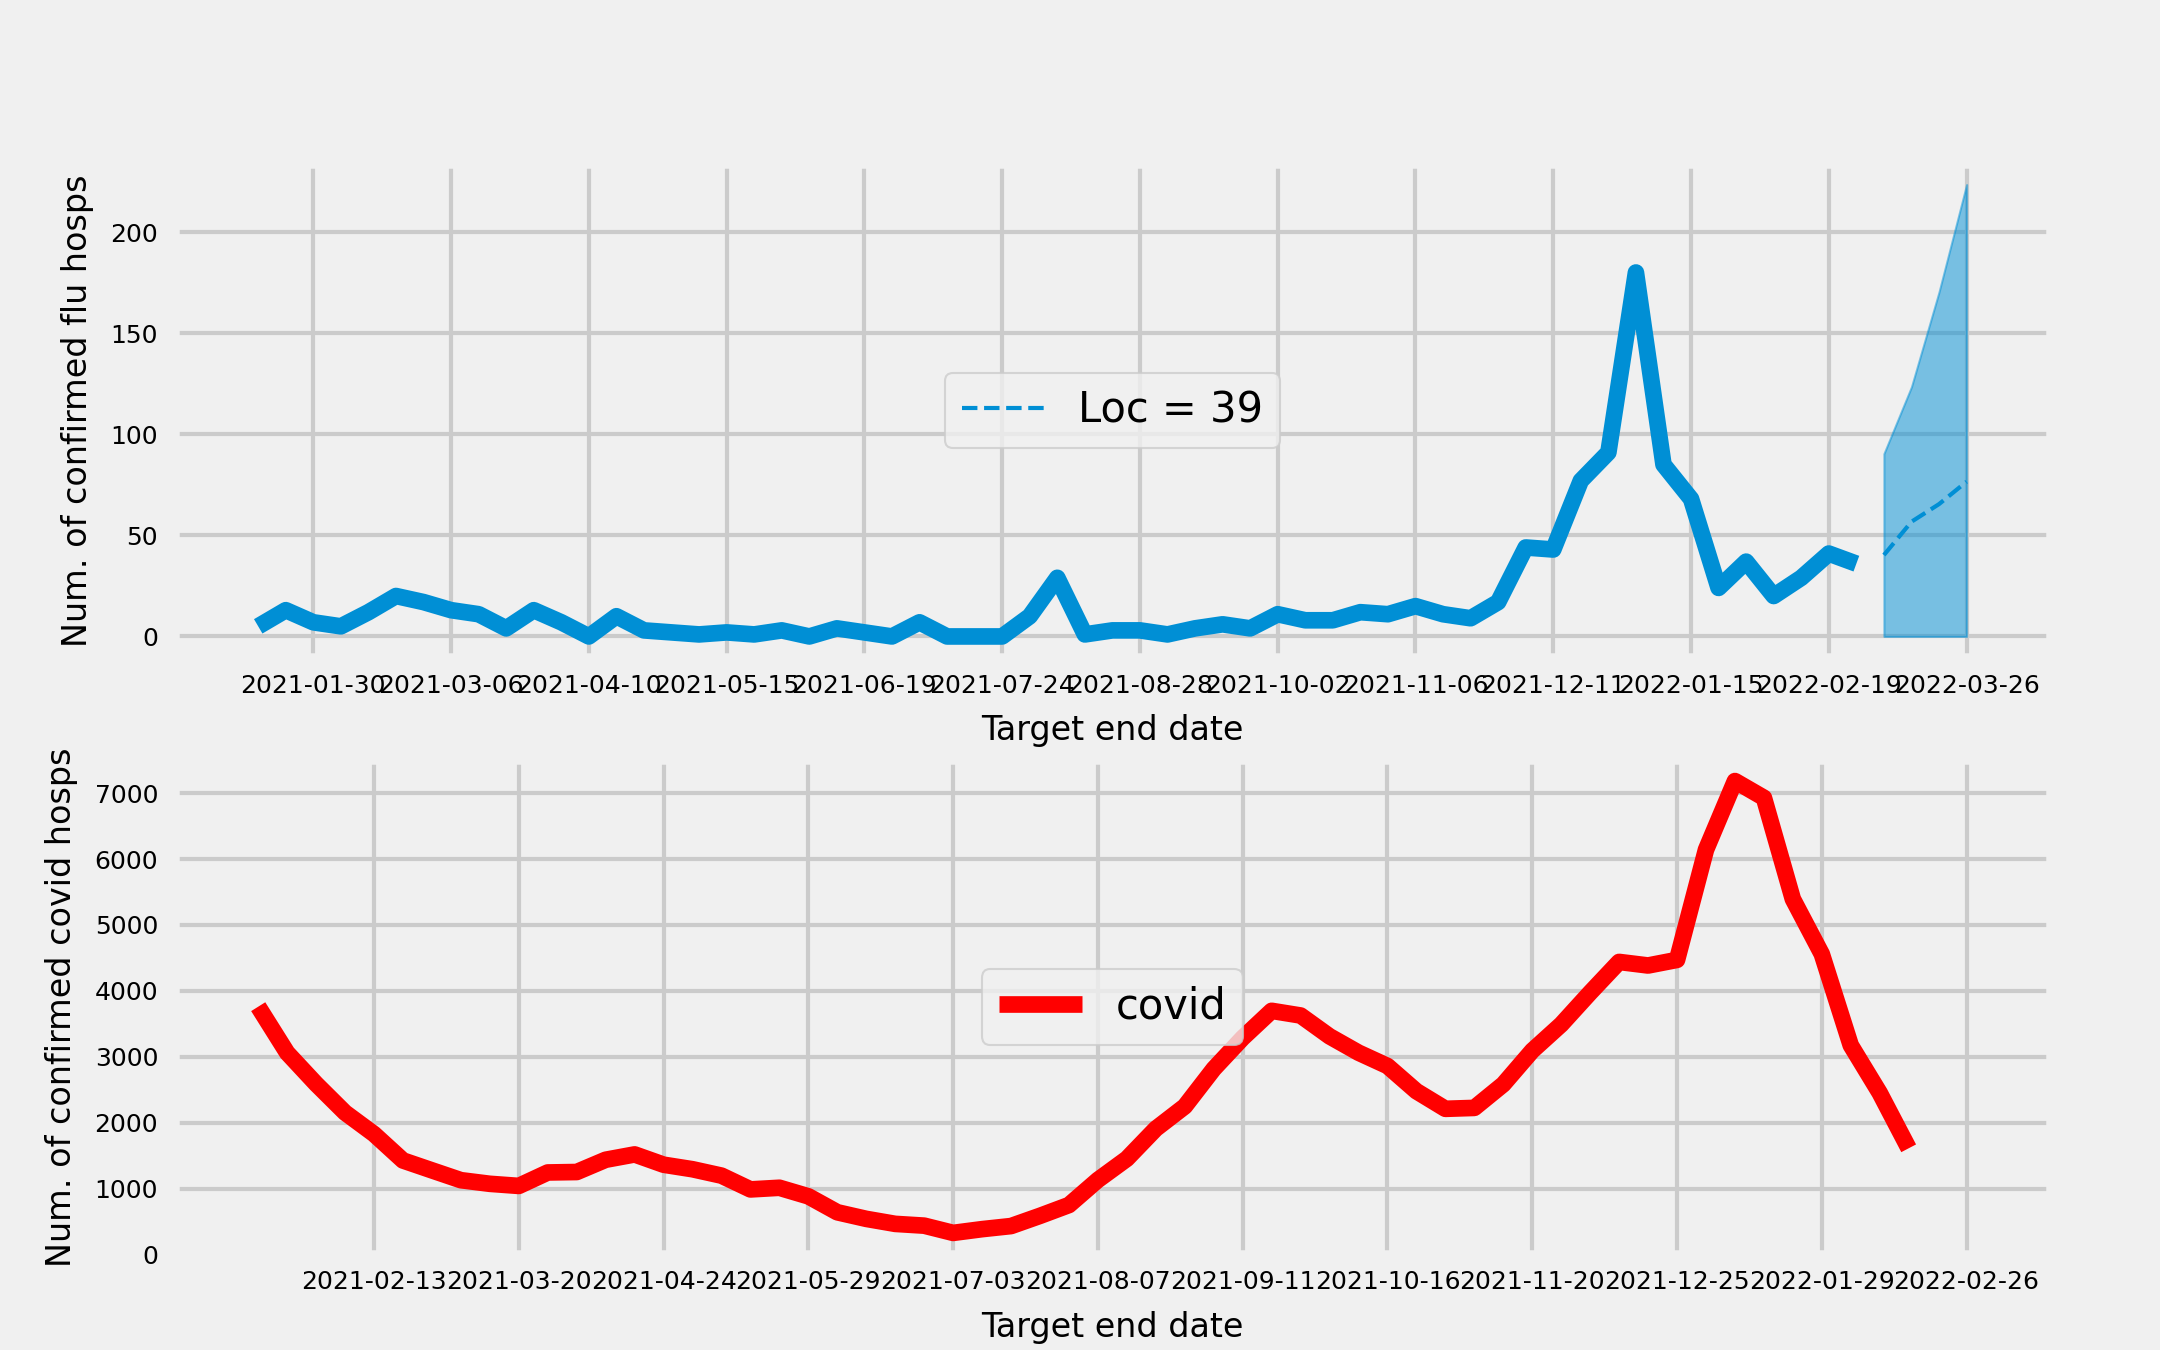 Num. of confirmed flu hosps
200
150
100
50
0
Loc = 39
2021-01-30 2021-03-06 2021-04-10 2021-05-15 2021-06-19 2021-07-24 2021-08-28 2021-10-02 2021-11-06 2021-12-11 2022-01-15 2022-02-19 2022-03-26
Target end date
Num. of confirmed covid hosps
7000
6000
5000
4000
3000
2000
1000
0
covid
2021-02-13 2021-03-20 2021-04-24 2021-05-29 2021-07-03 2021-08-07 2021-09-11 2021-10-16 2021-11-20 2021-12-25 2022-01-29 2022-02-26
Target end date